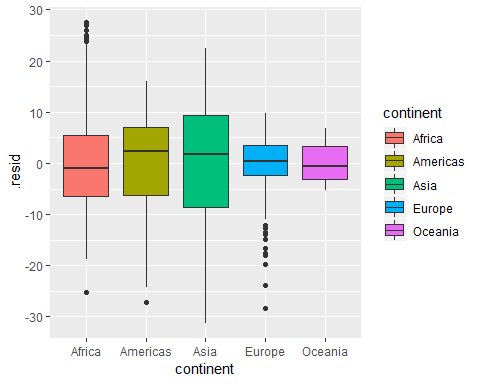 30
20
10
0
-10
-20
-30
.resid
Africa Americas Asia Europe Oceania
continent
continent
Africa
Americas
Asia
Europe
Oceania